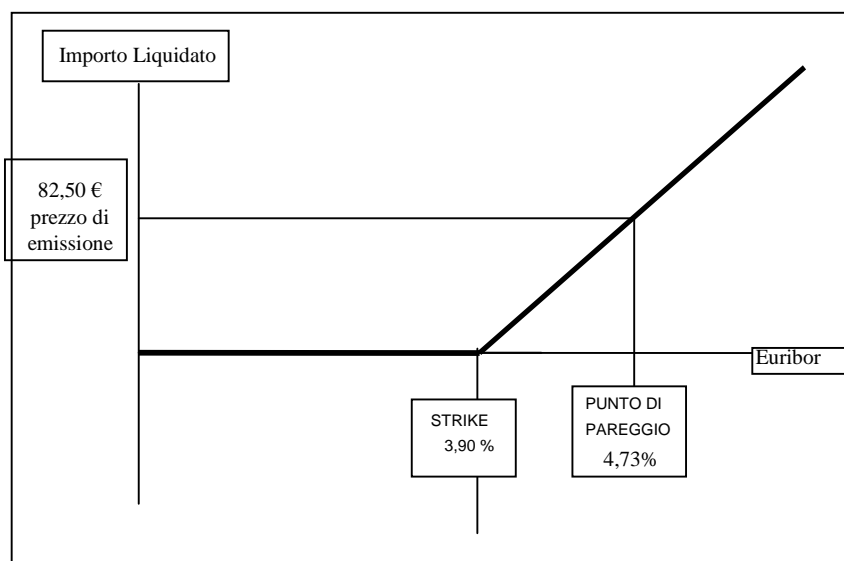 Importo Liquidato
82,50 €
prezzo di
emissione
Euribor
STRIKE
3,90 %
PUNTO DI
PAREGGIO
4,73%